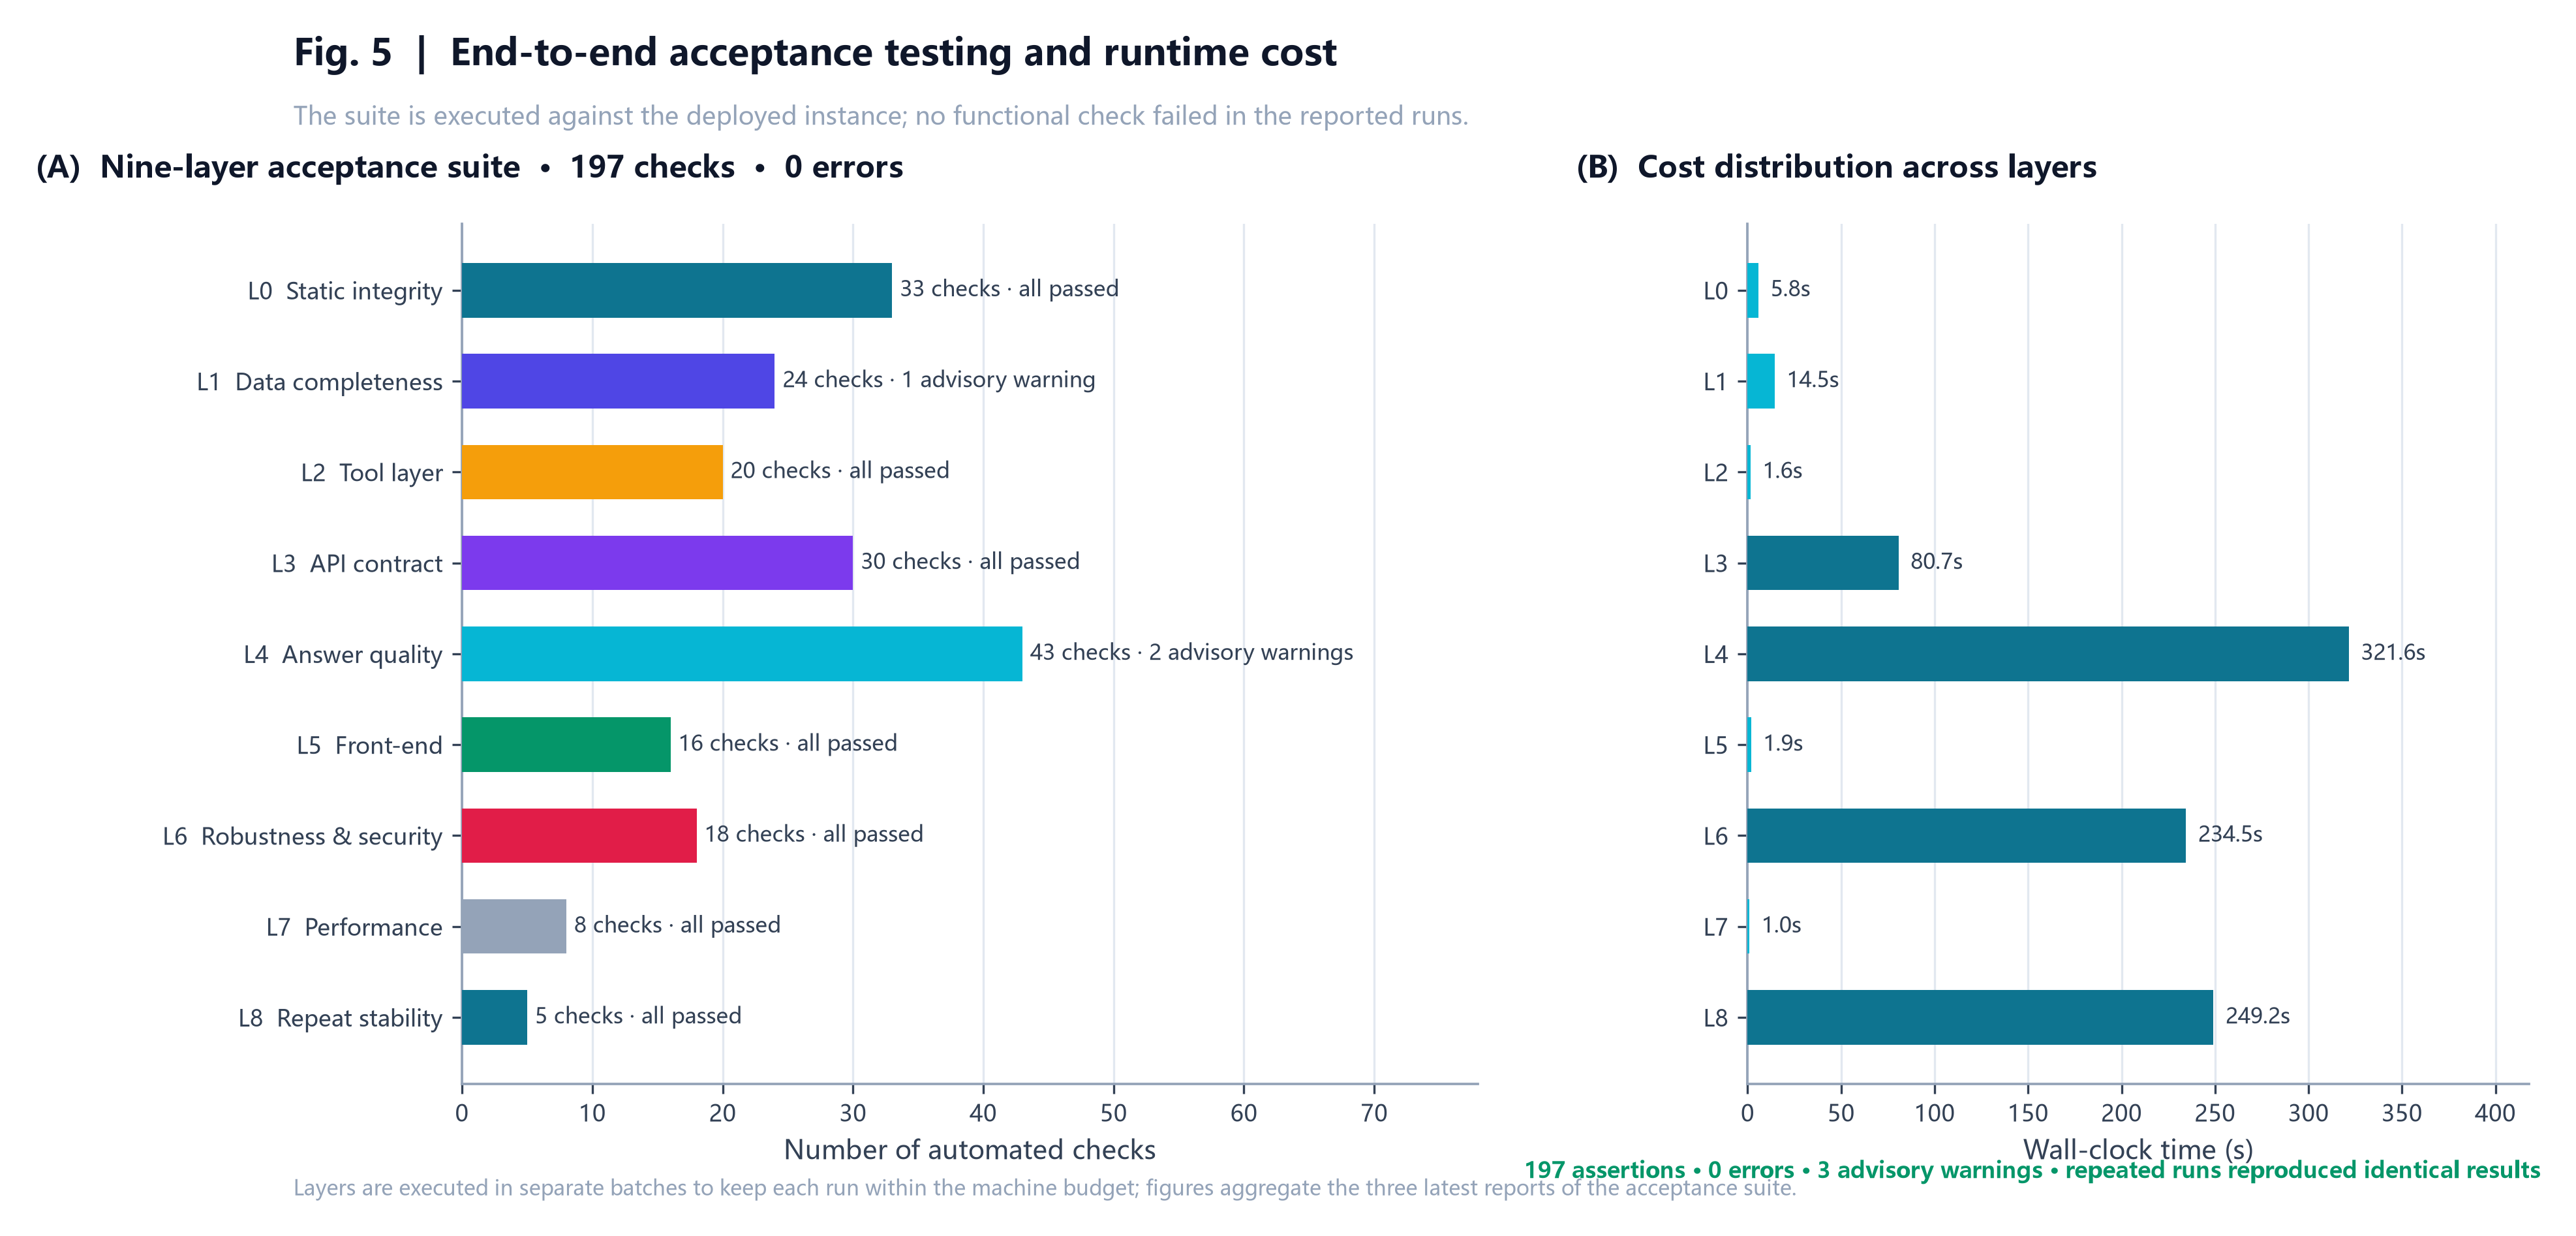 Fig. 5 | End-to-end acceptance testing and runtime cost
The suite is executed against the deployed instance; no functional check failed in the reported runs.
(A) Nine-layer acceptance suite • 197 checks • 0 errors
L0 Static integrity
33 checks · all passed
L1 Data completeness
24 checks · 1 advisory warning
L2 Tool layer
20 checks · all passed
L3 API contract
30 checks · all passed
L4 Answer quality
43 checks · 2 advisory warnings
L5 Front-end
16 checks · all passed
L6 Robustness & security
18 checks · all passed
L7 Performance
8 checks · all passed
L8 Repeat stability
5 checks · all passed
0 10 20 30 40 50 60 70
Number of automated checks
(B) Cost distribution across layers
L0 5.8s
L1 14.5s
L2 1.6s
L3 80.7s
L4 321.6s
L5 1.9s
L6 234.5s
L7 1.0s
L8 249.2s
0 50 100 150 200 250 300 350 400
Wall-clock time (s)
197 assertions • 0 errors • 3 advisory warnings • repeated runs reproduced identical results
Layers are executed in separate batches to keep each run within the machine budget; figures aggregate the three latest reports of the acceptance suite.